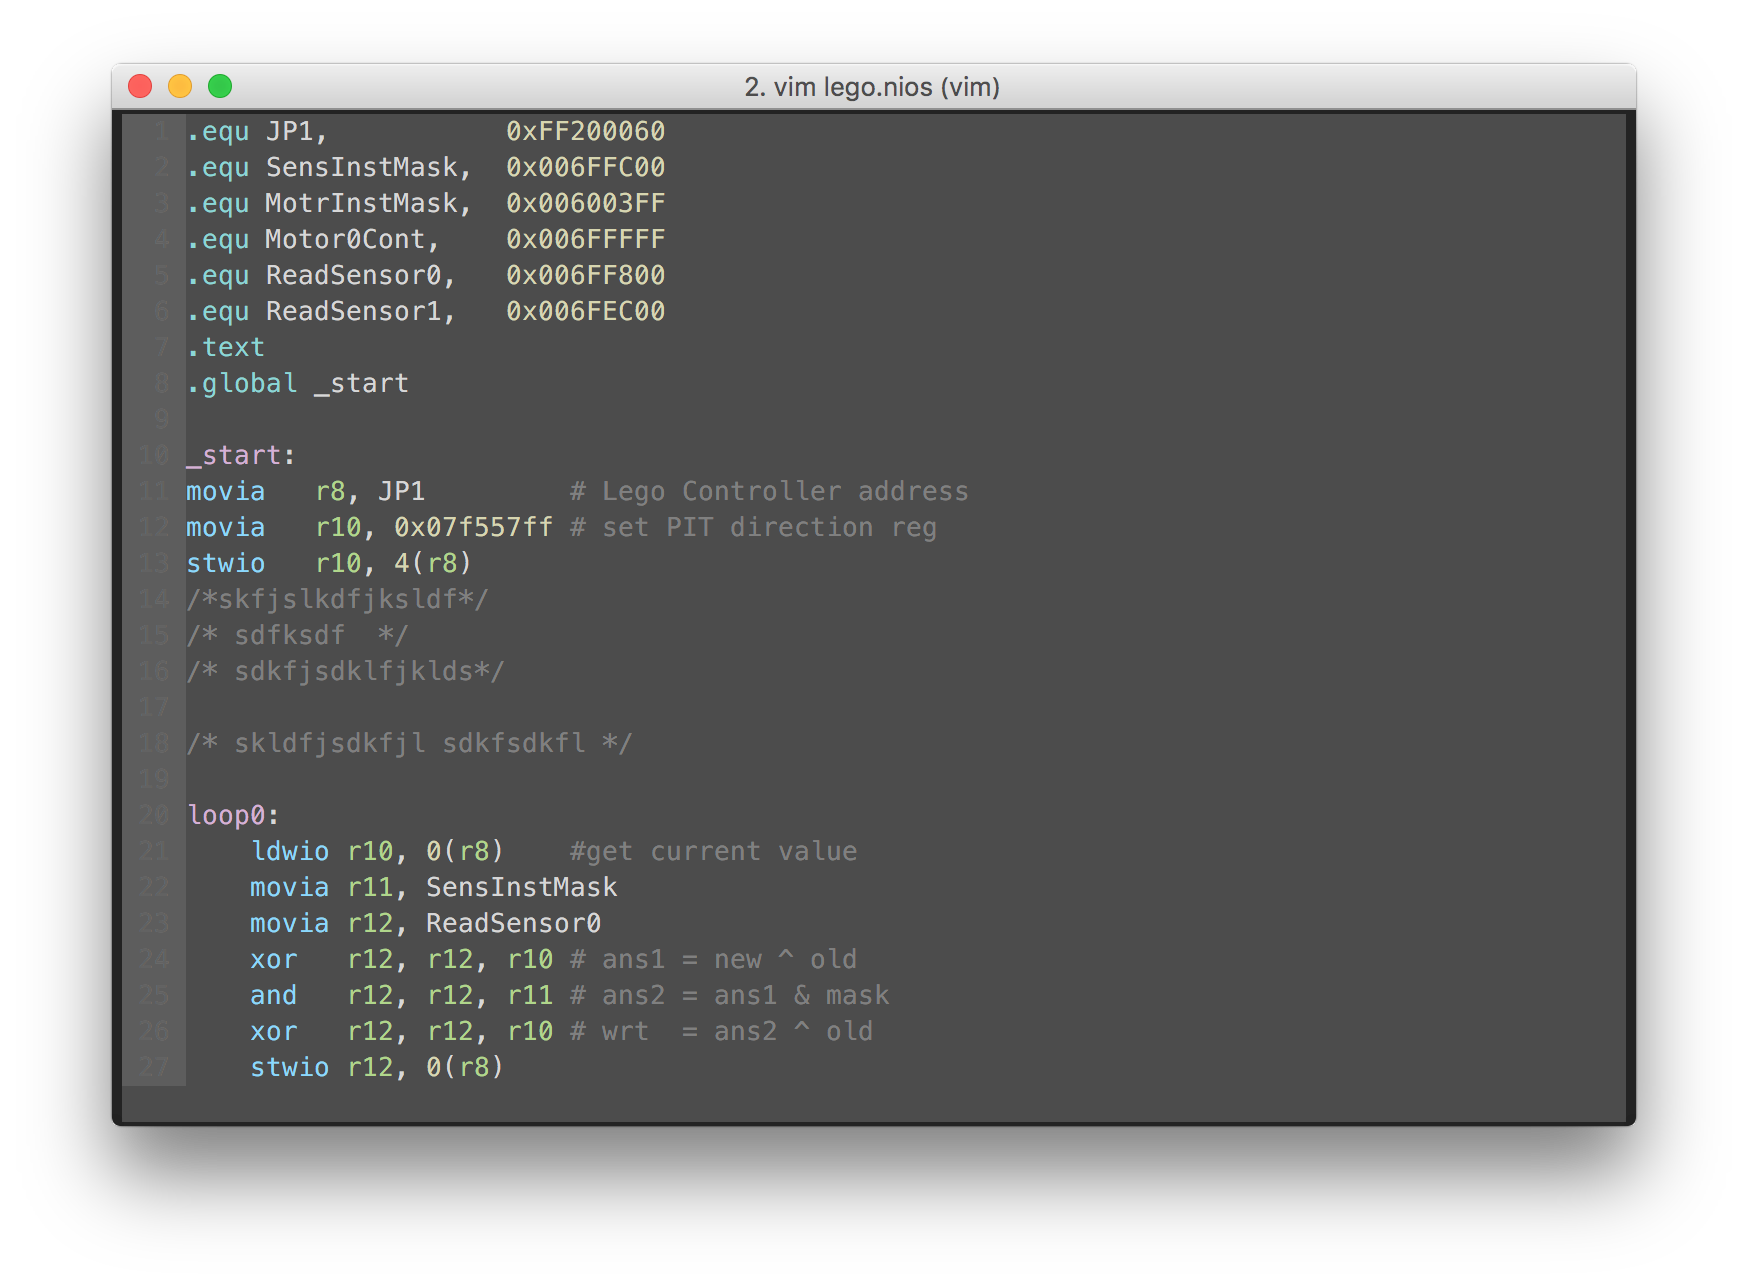 2. vim lego.nios (vim)
1 .equ JP1,           0xFF200060
2 .equ SensInstMask,  0x006FFC00
3 .equ MotrInstMask,  0x006003FF
4 .equ Motor0Cont,    0x006FFFFF
5 .equ ReadSensor0,   0x006FF800
6 .equ ReadSensor1,   0x006FEC00
7 .text
8 .global _start
9
10 _start:
11 movia   r8, JP1         # Lego Controller address
12 movia   r10, 0x07f557ff # set PIT direction reg
13 stwio   r10, 4(r8)
14 /*skfjslkdfjksldf*/
15 /* sdfksdf  */
16 /* sdkfjsdklfjklds*/
17
18 /* skldfjsdkfjl sdkfsdkfl */
19
20 loop0:
21     ldwio r10, 0(r8)    #get current value
22     movia r11, SensInstMask
23     movia r12, ReadSensor0
24     xor   r12, r12, r10 # ans1 = new ^ old
25     and   r12, r12, r11 # ans2 = ans1 & mask
26     xor   r12, r12, r10 # wrt  = ans2 ^ old
27     stwio r12, 0(r8)